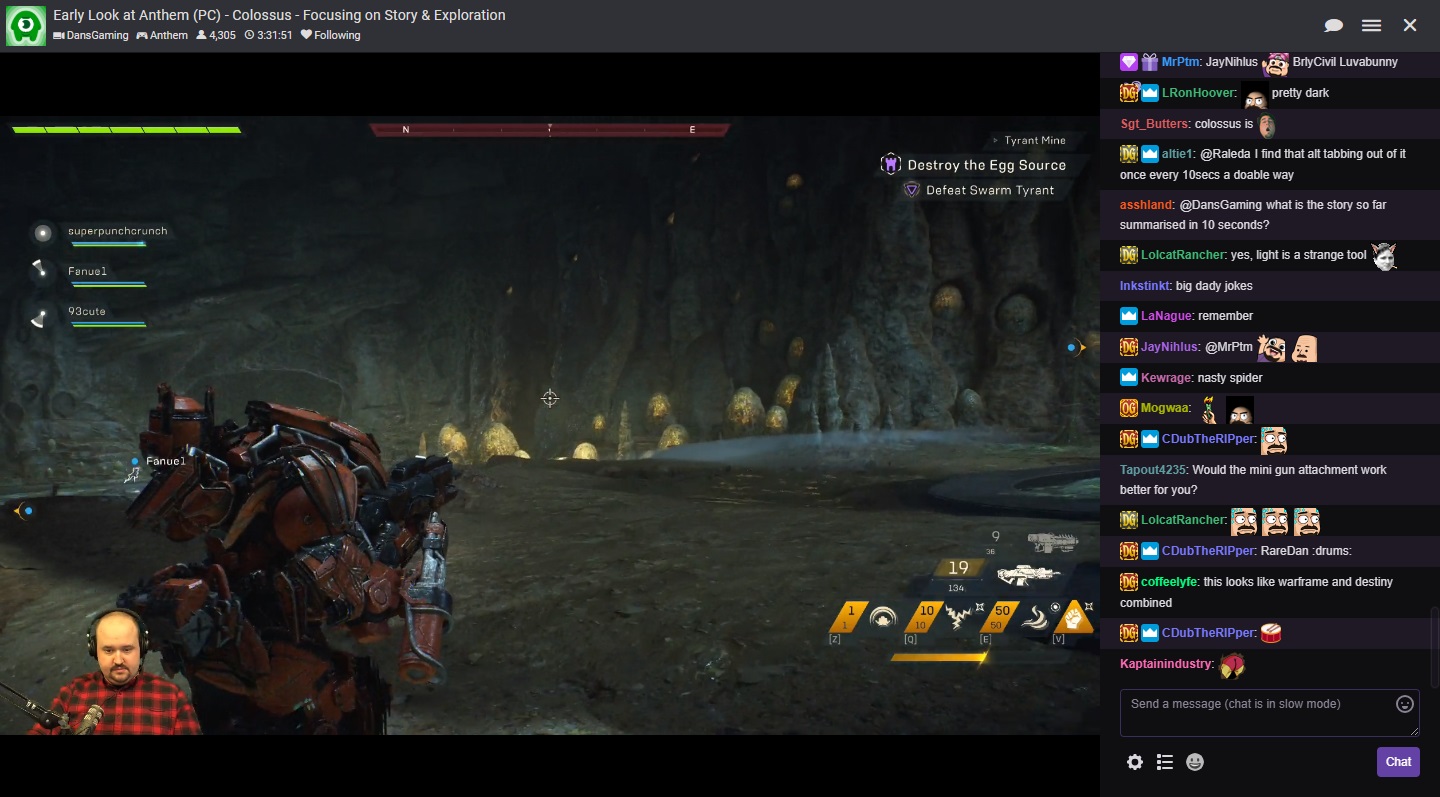 Early Look at Anthem (PC) - Colossus - Focusing on Story & Exploration
DansGaming Anthem 4,305 3:31:51 Following
N E
Tyrant Mine
Destroy the Egg Source
Defeat Swarm Tyrant
superpunchcrunch
Fanuel
93cute
Fanuel
9
36
19
134
1 10 50
1 10 50
[Z] [Q] [E] [V]
MrPtm: JayNihlus BrlyCivil Luvabunny
LRonHoover: pretty dark
Sgt_Butters: colossus is
altie1: @Raleda I find that alt tabbing out of it
once every 10secs a doable way
asshland: @DansGaming what is the story so far
summarised in 10 seconds?
LolcatRancher: yes, light is a strange tool
Inkstinkt: big dady jokes
LaNague: remember
JayNihlus: @MrPtm
Kewrage: nasty spider
Mogwaa:
CDubTheRIPper:
Tapout4235: Would the mini gun attachment work
better for you?
LolcatRancher:
CDubTheRIPper: RareDan :drums:
coffeelyfe: this looks like warframe and destiny
combined
CDubTheRIPper:
Kaptainindustry:
Send a message (chat is in slow mode)
Chat